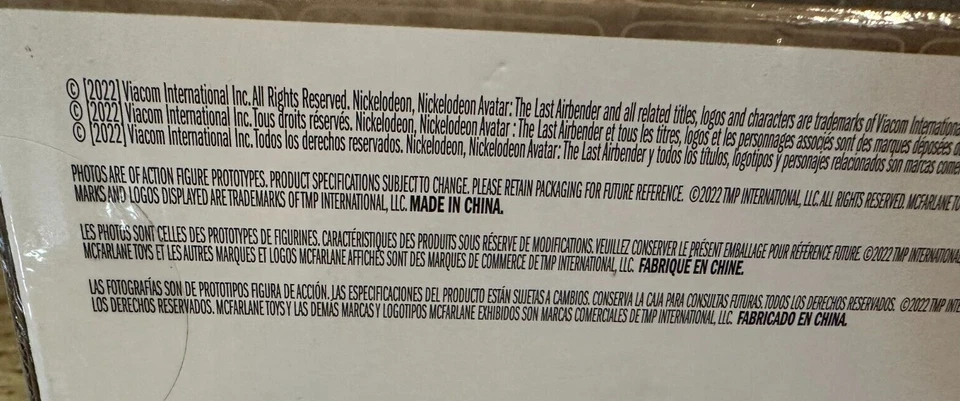 © [2022] Viacom International Inc. All Rights Reserved. Nickelodeon, Nickelodeon Avatar: The Last Airbender and all related titles, logos and characters are trademarks of Viacom Internationa
© [2022] Viacom International Inc. Tous droits réservés. Nickelodeon, Nickelodeon Avatar : The Last Airbender et tous les titres, logos et les personnages associés sont des marques déposées d
© [2022] Viacom International Inc. Todos los derechos reservados. Nickelodeon, Nickelodeon Avatar: The Last Airbender y todos los títulos, logotipos y personajes relacionados son marcas comer
PHOTOS ARE OF ACTION FIGURE PROTOTYPES. PRODUCT SPECIFICATIONS SUBJECT TO CHANGE. PLEASE RETAIN PACKAGING FOR FUTURE REFERENCE. ©2022 TMP INTERNATIONAL, LLC. ALL RIGHTS RESERVED. MCFARLANE TO
MARKS AND LOGOS DISPLAYED ARE TRADEMARKS OF TMP INTERNATIONAL, LLC. MADE IN CHINA.
LES PHOTOS SONT CELLES DES PROTOTYPES DE FIGURINES. CARACTÉRISTIQUES DES PRODUITS SOUS RÉSERVE DE MODIFICATIONS. VEUILLEZ CONSERVER LE PRÉSENT EMBALLAGE POUR RÉFÉRENCE FUTURE. ©2022 TMP INTERNATIONAL
MCFARLANE TOYS ET LES AUTRES MARQUES ET LOGOS MCFARLANE AFFICHÉS SONT DES MARQUES DE COMMERCE DE TMP INTERNATIONAL, LLC. FABRIQUÉ EN CHINE.
LAS FOTOGRAFÍAS SON DE PROTOTIPOS FIGURA DE ACCIÓN. LAS ESPECIFICACIONES DEL PRODUCTO ESTÁN SUJETAS A CAMBIOS. CONSERVA LA CAJA PARA CONSULTAS FUTURAS. TODOS LOS DERECHOS RESERVADOS. ©2022 TMP INTE
LOS DERECHOS RESERVADOS. MCFARLANE TOYS Y LAS DEMÁS MARCAS Y LOGOTIPOS MCFARLANE EXHIBIDOS SON MARCAS COMERCIALES DE TMP INTERNATIONAL, LLC. FABRICADO EN CHINA.